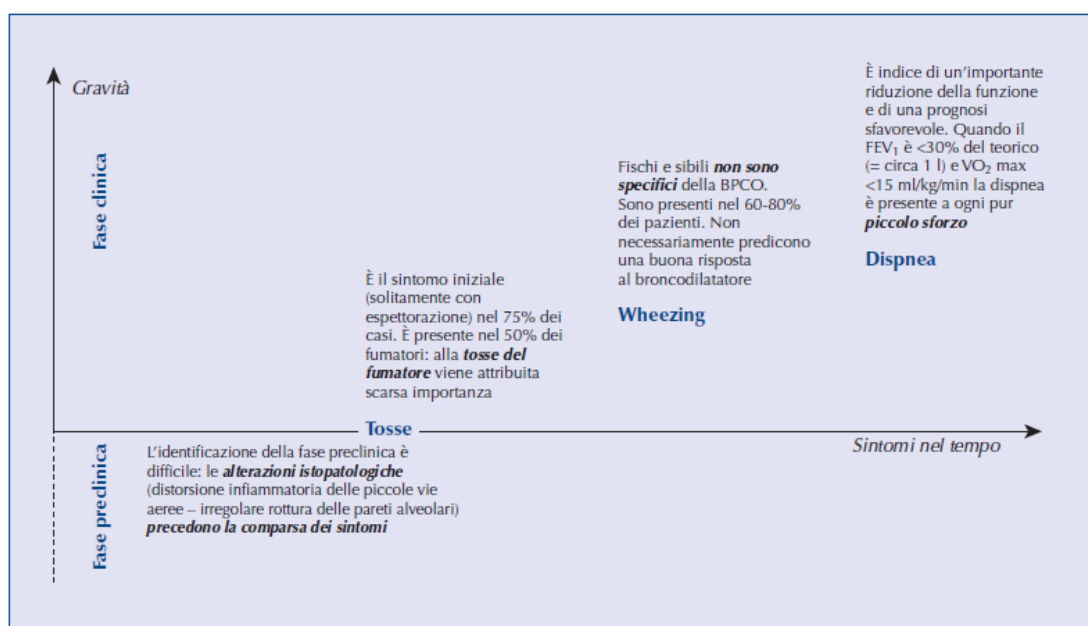 Gravità
Fase clinica
È indice di un'importante
riduzione della funzione
e di una prognosi
sfavorevole. Quando il
FEV₁ è <30% del teorico
(= circa 1 l) e VO₂ max
<15 ml/kg/min la dispnea
è presente a ogni pur
piccolo sforzo
Dispnea
Fischi e sibili non sono
specifici della BPCO.
Sono presenti nel 60-80%
dei pazienti. Non
necessariamente predicono
una buona risposta
al broncodilatatore
Wheezing
È il sintomo iniziale
(solitamente con
espettorazione) nel 75% dei
casi. È presente nel 50% dei
fumatori: alla tosse del
fumatore viene attribuita
scarsa importanza
Tosse
Sintomi nel tempo
Fase preclinica
L'identificazione della fase preclinica è
difficile: le alterazioni istopatologiche
(distorsione infiammatoria delle piccole vie
aeree – irregolare rottura delle pareti alveolari)
precedono la comparsa dei sintomi